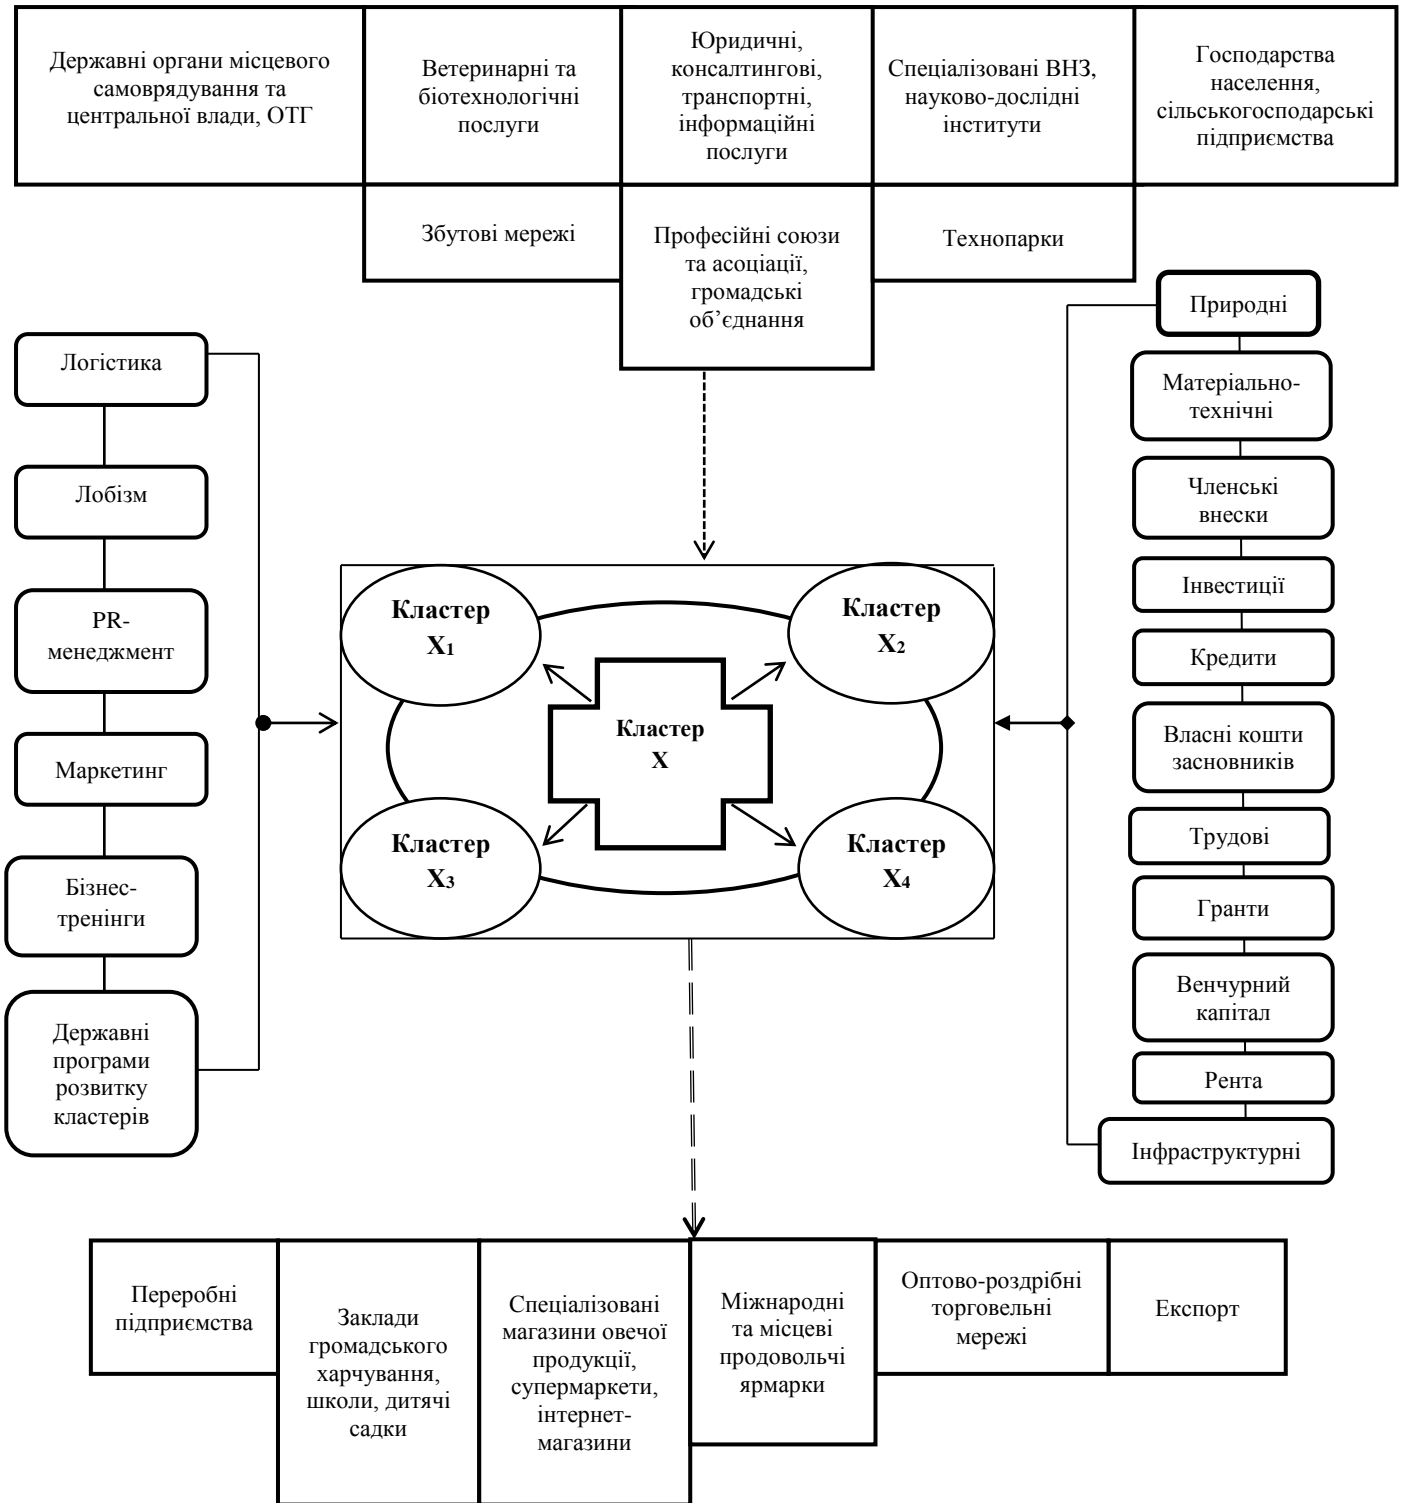 Державні органи місцевого
самоврядування та
центральної влади, ОТГ
Ветеринарні та
біотехнологічні
послуги
Юридичні,
консалтингові,
транспортні,
інформаційні
послуги
Спеціалізовані ВНЗ,
науково-дослідні
інститути
Господарства
населення,
сільськогосподарські
підприємства
Збутові мережі
Професійні союзи
та асоціації,
громадські
об’єднання
Технопарки
Логістика
Лобізм
PR-
менеджмент
Маркетинг
Бізнес-
тренінги
Державні
програми
розвитку
кластерів
Кластер
X1
Кластер
X2
Кластер
X
Кластер
X3
Кластер
X4
Природні
Матеріально-
технічні
Членські
внески
Інвестиції
Кредити
Власні кошти
засновників
Трудові
Гранти
Венчурний
капітал
Рента
Інфраструктурні
Переробні
підприємства
Заклади
громадського
харчування,
школи, дитячі
садки
Спеціалізовані
магазини овечої
продукції,
супермаркети,
інтернет-
магазини
Міжнародні
та місцеві
продовольчі
ярмарки
Оптово-роздрібні
торговельні
мережі
Експорт